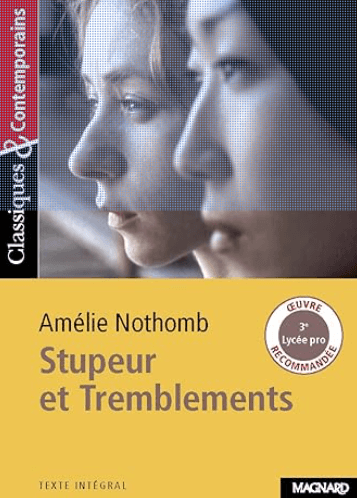 Classiques & Contemporains
Amélie Nothomb
Stupeur
et Tremblements
ŒUVRE
3e
Lycée pro
RECOMMANDÉE
TEXTE INTÉGRAL
MAGNARD